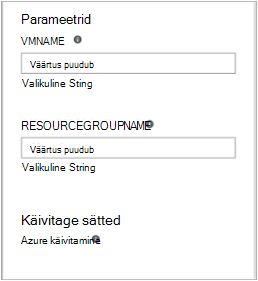 Parameetrid
VMNAME
Väärtus puudub
Valikuline Sting
RESOURCEGROUPNAME
Väärtus puudub
Valikuline String
Käivitage sätted
Azure käivitamine